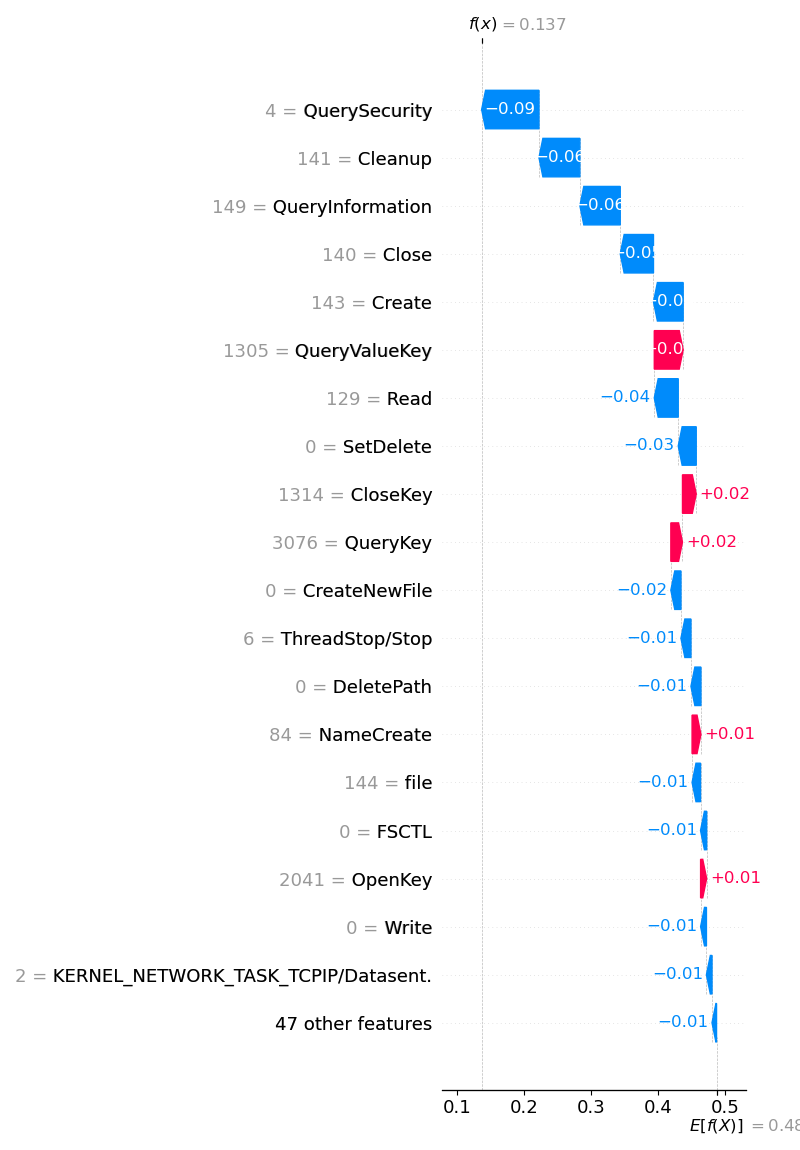 f(x) = 0.137
4 = QuerySecurity −0.09
141 = Cleanup −0.06
149 = QueryInformation −0.06
140 = Close
143 = Create
1305 = QueryValueKey
129 = Read −0.04
0 = SetDelete −0.03
1314 = CloseKey +0.02
3076 = QueryKey +0.02
0 = CreateNewFile −0.02
6 = ThreadStop/Stop −0.01
0 = DeletePath −0.01
84 = NameCreate +0.01
144 = file −0.01
0 = FSCTL −0.01
2041 = OpenKey +0.01
0 = Write −0.01
2 = KERNEL_NETWORK_TASK_TCPIP/Datasent. −0.01
47 other features −0.01
0.1 0.2 0.3 0.4 0.5
E[f(X)] = 0.48